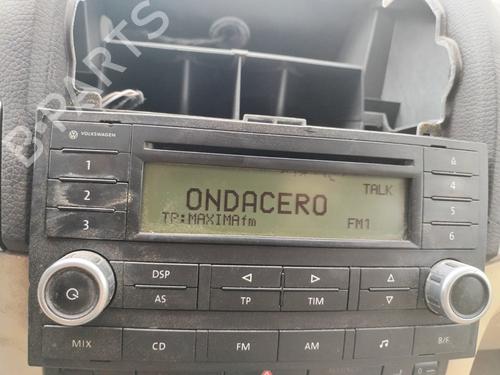 B-PARTS
VOLKSWAGEN
1
2
3
TALK
ONDACERO
TP:MAXIMAfm
FM1
4
5
6
DSP
AS
TP
TIM
MIX
CD
FM
AM
B/F